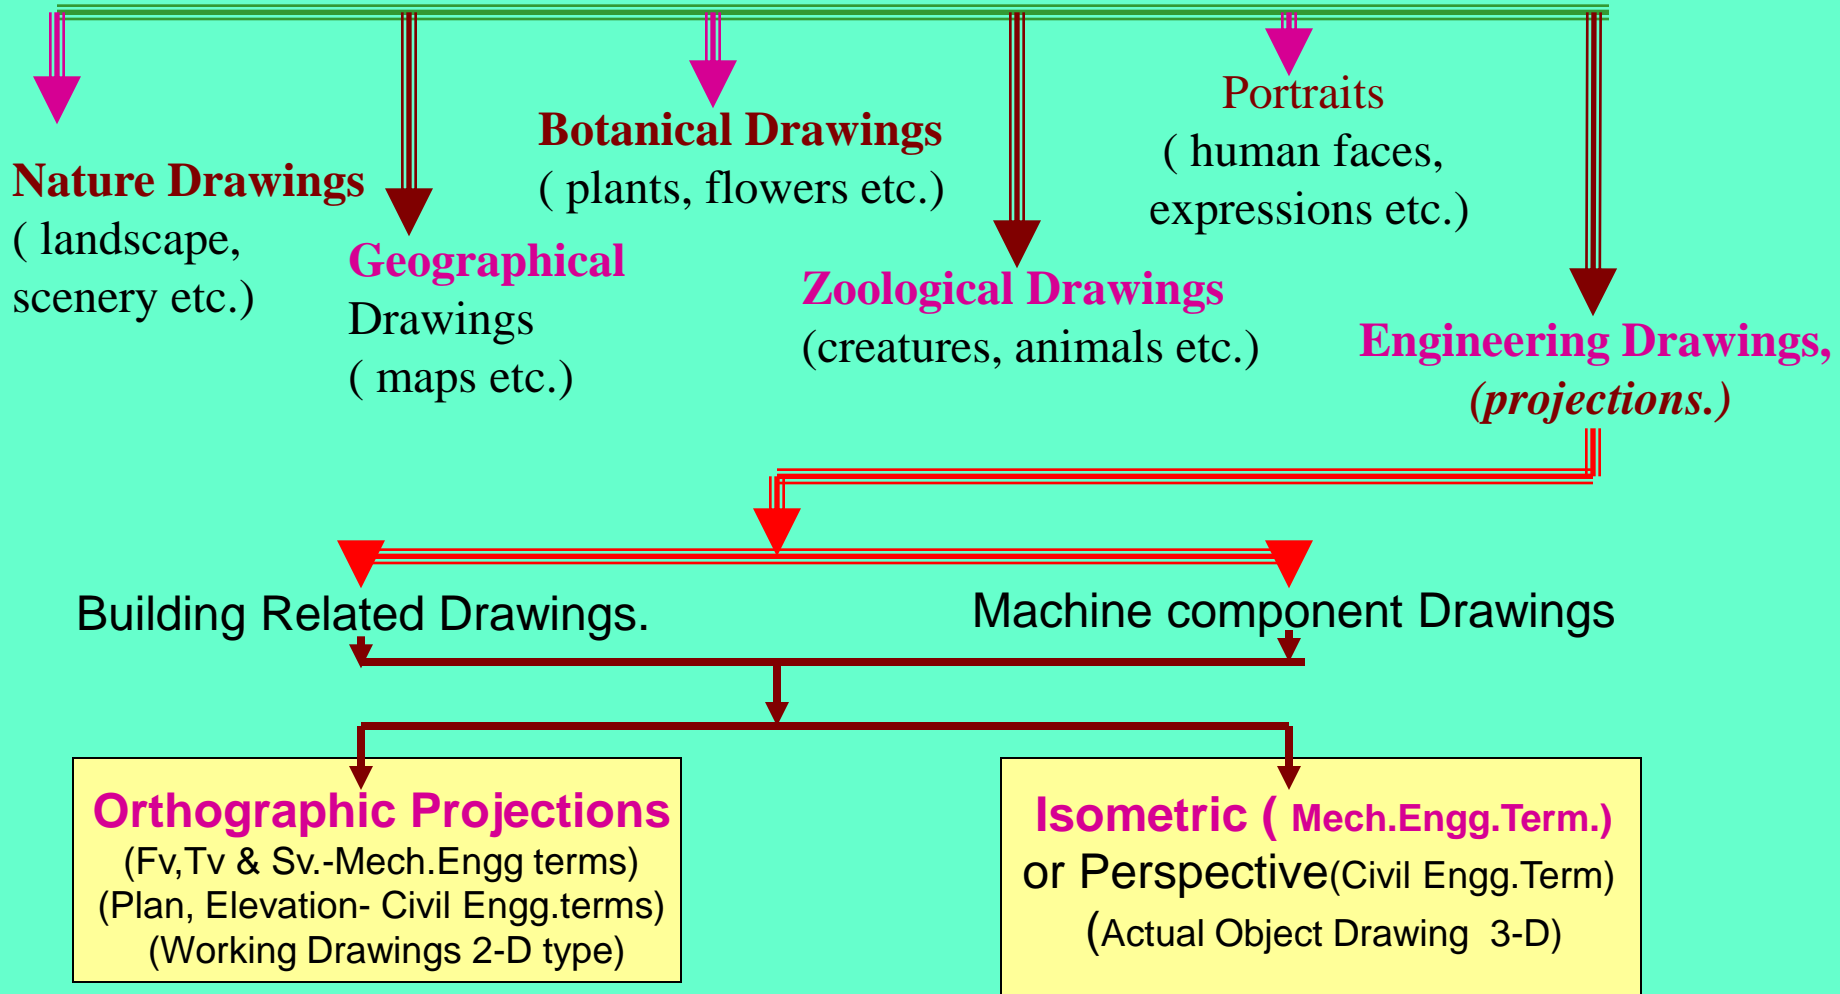 Nature Drawings
( landscape,
scenery etc.)
Geographical
Drawings
( maps etc.)
Botanical Drawings
( plants, flowers etc.)
Zoological Drawings
(creatures, animals etc.)
Portraits
( human faces,
expressions etc.)
Engineering Drawings,
(projections.)
Building Related Drawings.
Machine component Drawings
Orthographic Projections
(Fv,Tv & Sv.-Mech.Engg terms)
(Plan, Elevation- Civil Engg.terms)
(Working Drawings 2-D type)
Isometric ( Mech.Engg.Term.)
or Perspective(Civil Engg.Term)
(Actual Object Drawing 3-D)